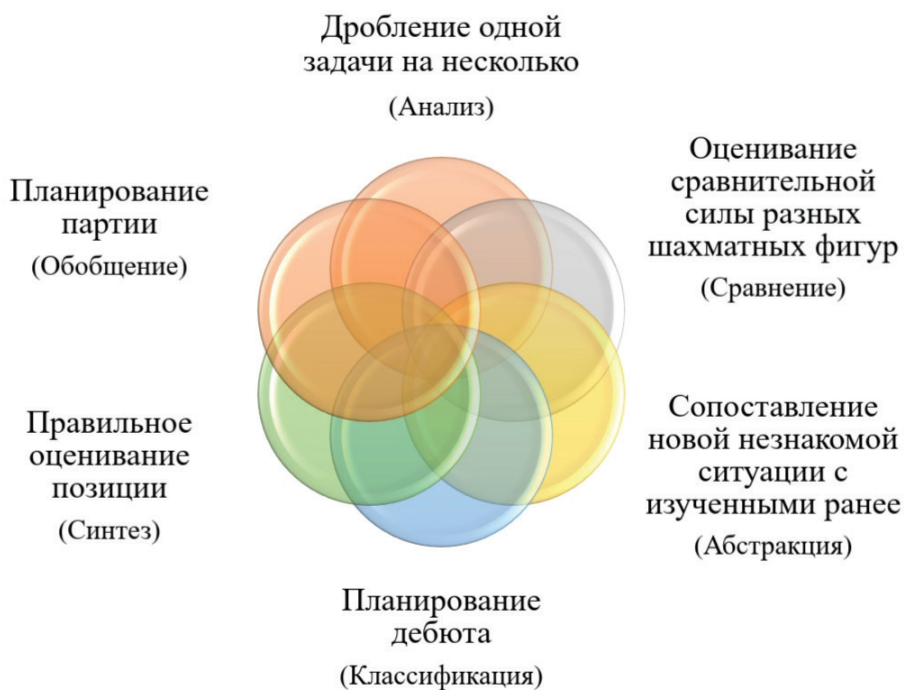 Дробление одной
задачи на несколько
(Анализ)
Оценивание
сравнительной
силы разных
шахматных фигур
(Сравнение)
Сопоставление
новой незнакомой
ситуации с
изученными ранее
(Абстракция)
Планирование
дебюта
(Классификация)
Правильное
оценивание
позиции
(Синтез)
Планирование
партии
(Обобщение)